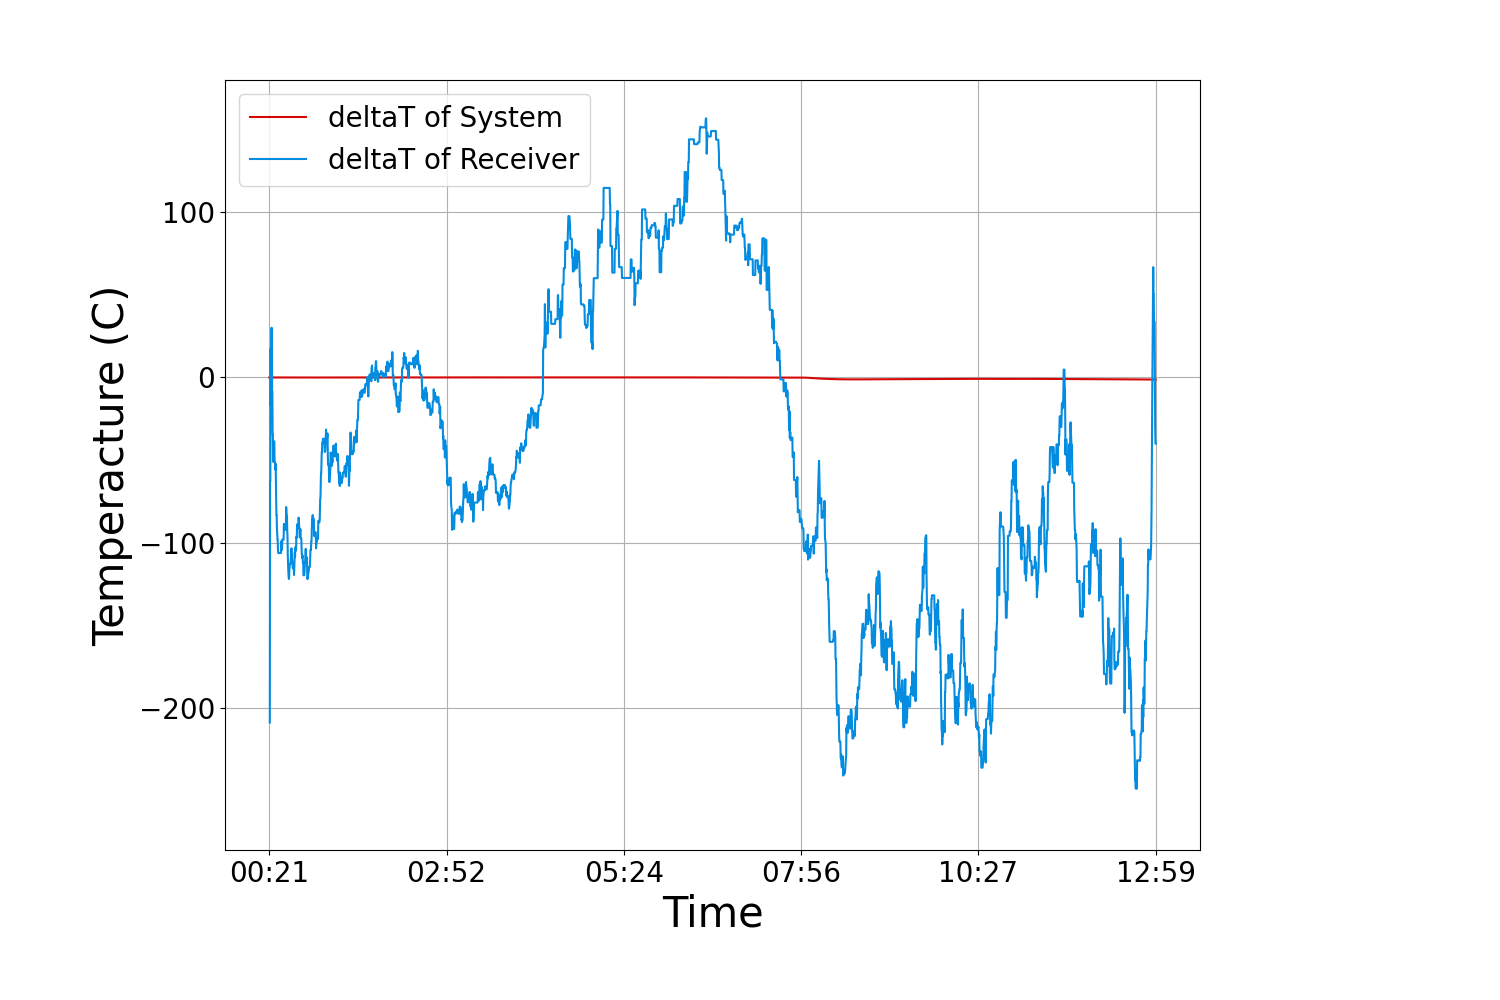 deltaT of System
deltaT of Receiver
Temperacture (C)
100
0
−100
−200
00:21 02:52 05:24 07:56 10:27 12:59
Time